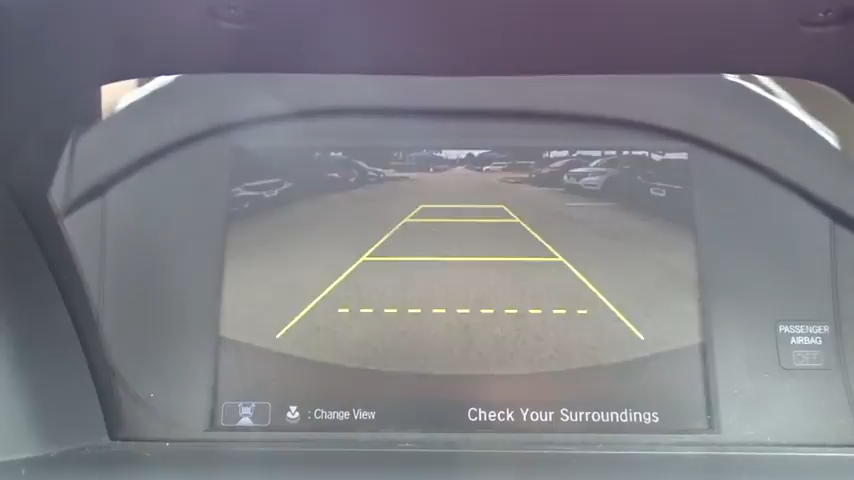 PASSENGER
AIRBAG
OFF
: Change View
Check Your Surroundings